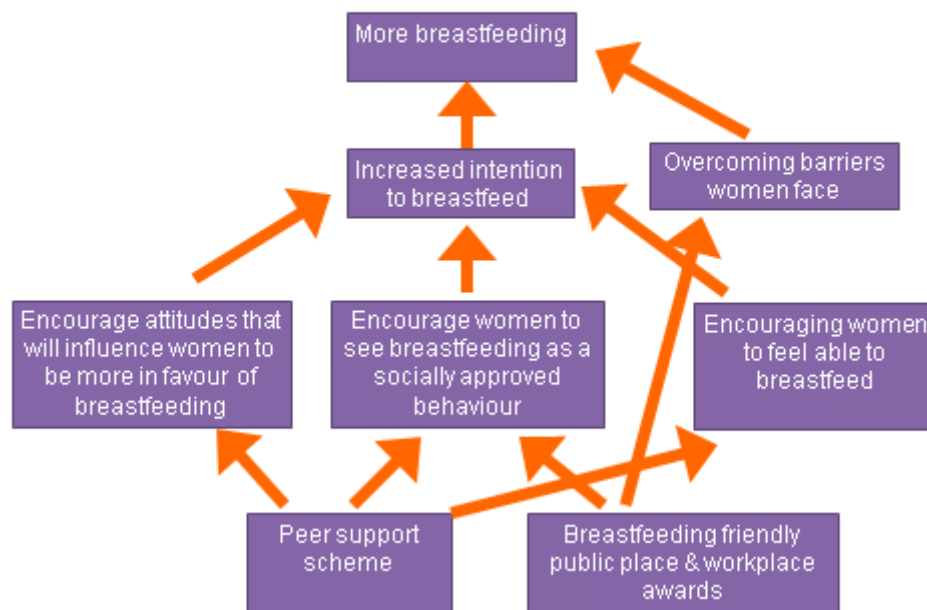 More breastfeeding
Increased intention
to breastfeed
Overcoming barriers
women face
Encourage attitudes that
will influence women to
be more in favour of
breastfeeding
Encourage women to
see breastfeeding as a
socially approved
behaviour
Encouraging women
to feel able to
breastfeed
Peer support
scheme
Breastfeeding friendly
public place & workplace
awards